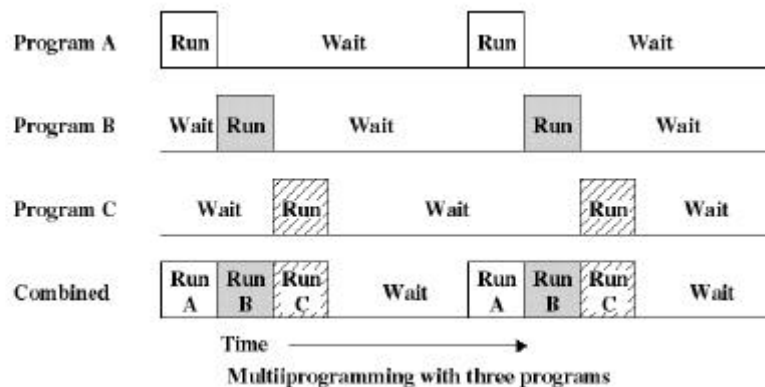 Program A Run Wait Run Wait
Program B Wait Run Wait Run Wait
Program C Wait Run Wait Run Wait
Combined Run A Run B Run C Wait Run A Run B Run C Wait
Time
Multiiprogramming with three programs